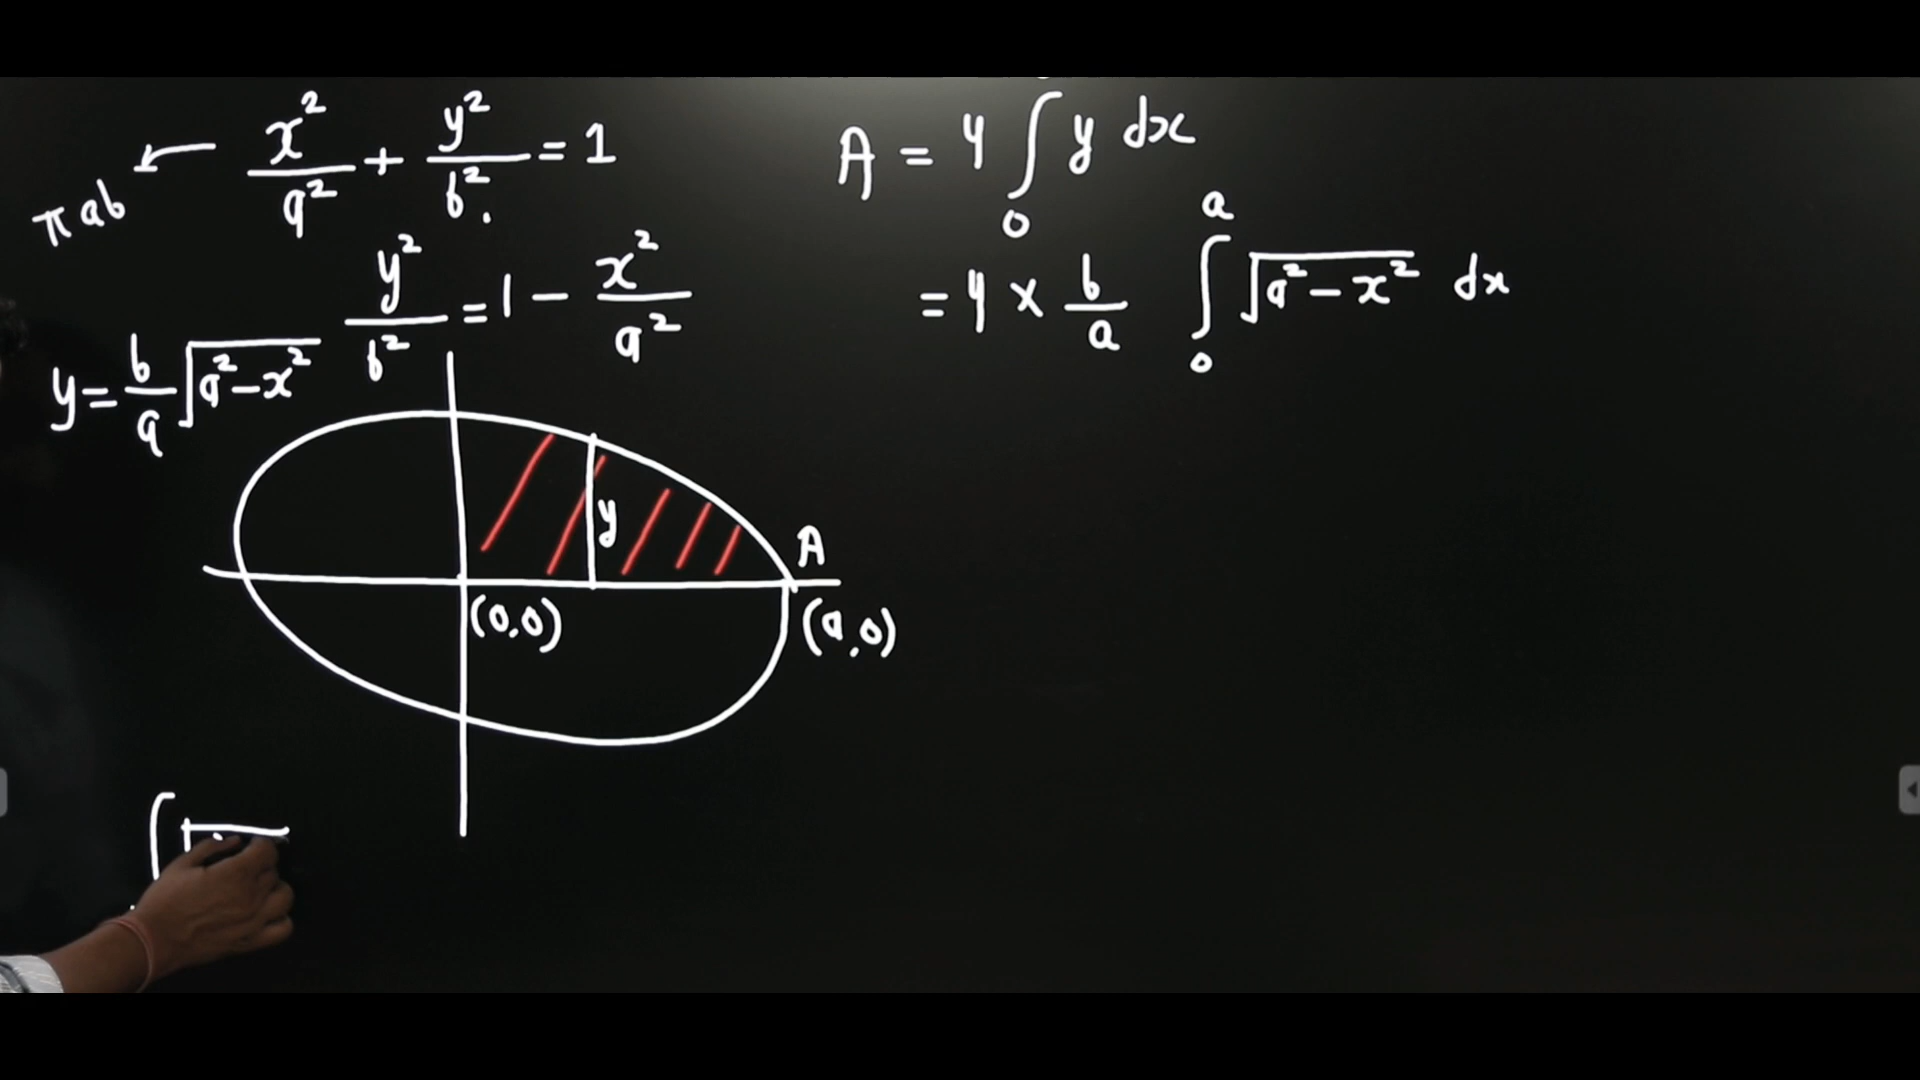 x²/a² + y²/b² = 1
πab ←
y²/b² = 1 − x²/a²
y = b/a √(a² − x²)
A = 4 ∫₀ y dx
= 4 × b/a ∫₀ᵃ √(a² − x²) dx
y
A
(0,0)
(a,0)
∫√